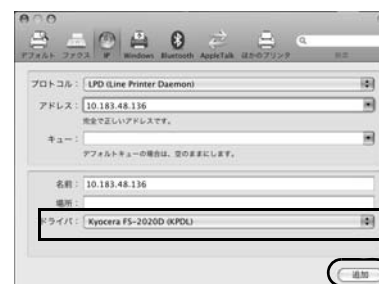 デフォルト ファクス IP Windows Bluetooth AppleTalk ほかのプリンタ 検索
プロトコル： LPD (Line Printer Daemon)
アドレス： 10.183.48.136
完全で正しいアドレスです。
キュー：
デフォルトキューの場合は、空のままにします。
名前： 10.183.48.136
場所：
ドライバ： Kyocera FS-2020D (KPDL)
追加